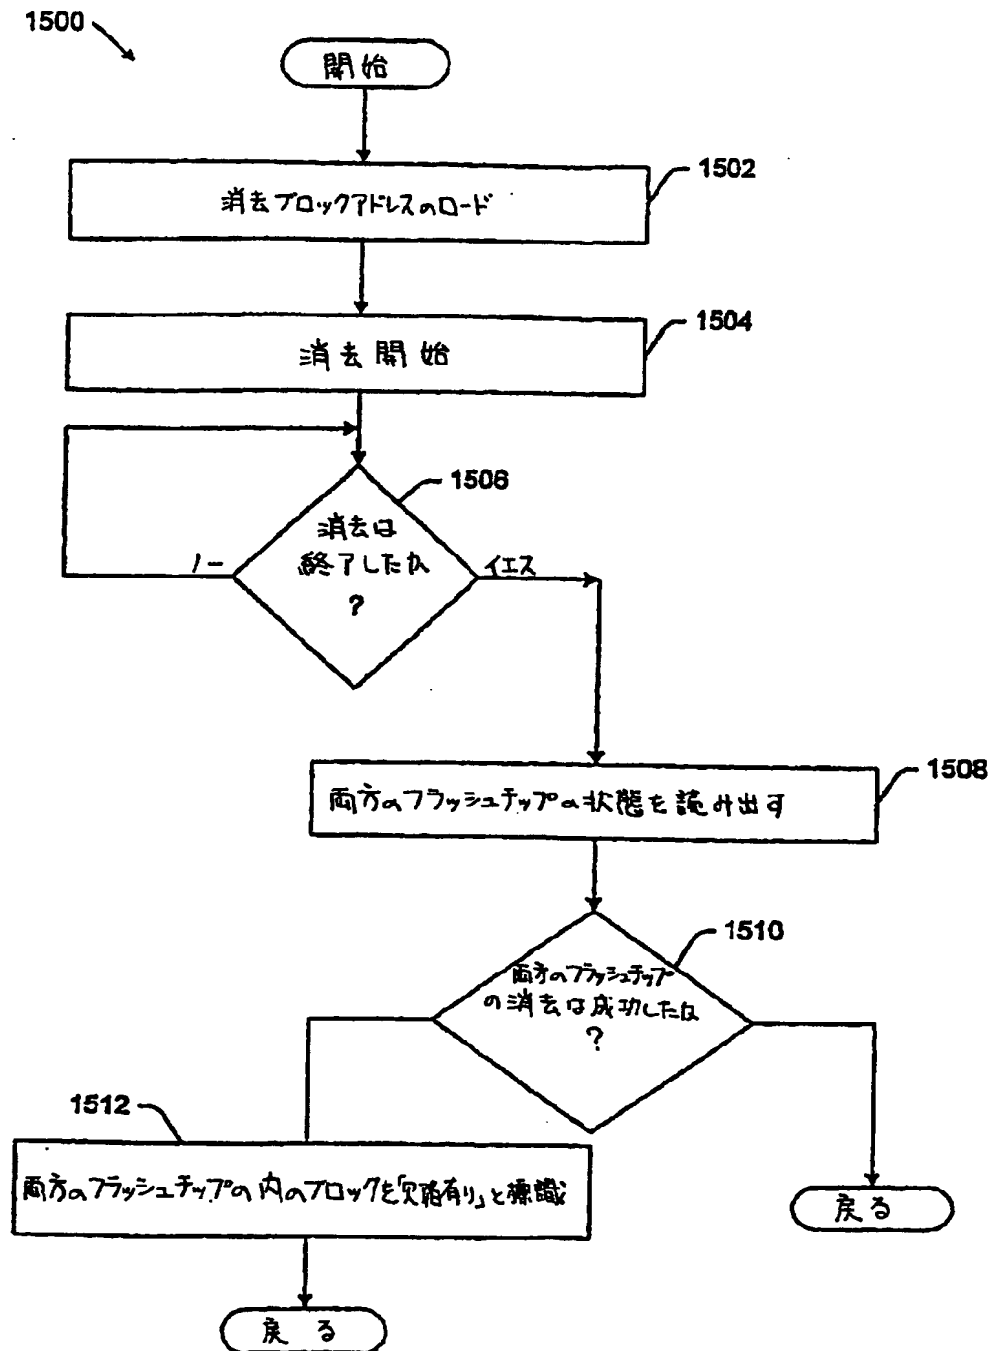 1500
開始
1502
消去ブロックアドレスのロード
1504
消去開始
1506
消去は
終了したか
?
ノー
イエス
1508
両方のフラッシュチップの状態を読み出す
1510
両方のフラッシュチップ
の消去は成功したか
?
1512
両方のフラッシュチップの内のブロックを「欠陥有り」と標識
戻る
戻る